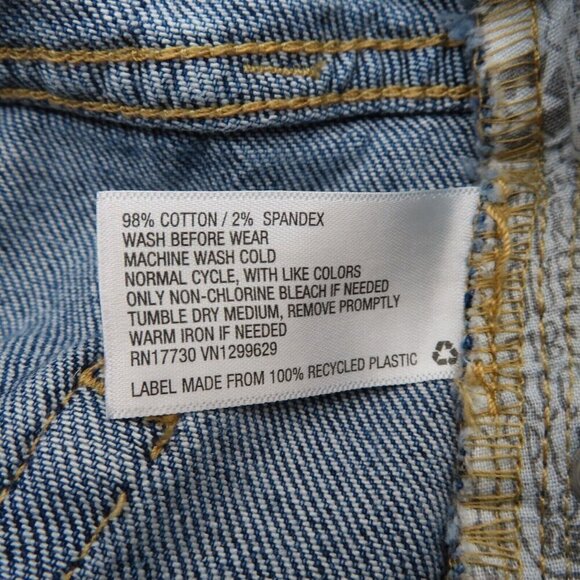 98% COTTON / 2% SPANDEX
WASH BEFORE WEAR
MACHINE WASH COLD
NORMAL CYCLE, WITH LIKE COLORS
ONLY NON-CHLORINE BLEACH IF NEEDED
TUMBLE DRY MEDIUM, REMOVE PROMPTLY
WARM IRON IF NEEDED
RN17730 VN1299629
LABEL MADE FROM 100% RECYCLED PLASTIC